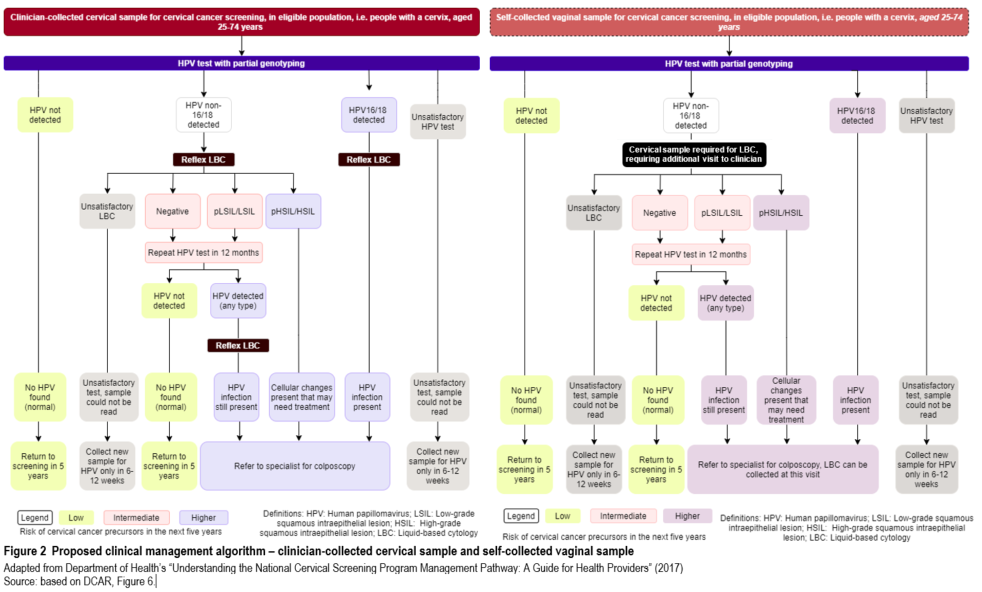 Clinician-collected cervical sample for cervical cancer screening, in eligible population, i.e. people with a cervix, aged
25-74 years
HPV test with partial genotyping
HPV not
detected
HPV non-
16/18
detected
HPV16/18
detected
Unsatisfactory
HPV test
Reflex LBC
Reflex LBC
Unsatisfactory
LBC
Negative
pLSIL/LSIL
pHSIL/HSIL
Repeat HPV test in 12 months
HPV not
detected
HPV detected
(any type)
Reflex LBC
No HPV
found
(normal)
Unsatisfactory
test, sample
could not be
read
No HPV
found
(normal)
HPV
infection
still present
Cellular changes
present that may
need treatment
HPV
infection
present
Unsatisfactory
test, sample
could not be
read
Return to
screening in 5
years
Collect new
sample for
HPV only in 6-
12 weeks
Return to
screening in 5
years
Refer to specialist for colposcopy
Collect new
sample for HPV
only in 6-12
weeks
Legend
Low
Intermediate
Higher
Risk of cervical cancer precursors in the next five years
Definitions: HPV: Human papillomavirus; LSIL: Low-grade
squamous intraepithelial lesion; HSIL: High-grade
squamous intraepithelial lesion; LBC: Liquid-based cytology
Self-collected vaginal sample for cervical cancer screening, in eligible population, i.e. people with a cervix, aged 25-74
years
HPV test with partial genotyping
HPV not
detected
HPV non-
16/18
detected
HPV16/18
detected
Unsatisfactory
HPV test
Cervical sample required for LBC,
requiring additional visit to clinician
Unsatisfactory
LBC
Negative
pLSIL/LSIL
pHSIL/HSIL
Repeat HPV test in 12 months
HPV not
detected
HPV detected
(any type)
No HPV
found
(normal)
Unsatisfactory
test, sample
could not be
read
No HPV
found
(normal)
HPV
infection
still present
Cellular
changes
present that
may need
treatment
HPV
infection
present
Unsatisfactory
test, sample
could not be
read
Return to
screening in 5
years
Collect new
sample for
HPV only in 6-
12 weeks
Return to
screening in 5
years
Refer to specialist for colposcopy, LBC can be
collected at this visit
Collect new
sample for HPV
only in 6-12
weeks
Legend
Low
Intermediate
Higher
Risk of cervical cancer precursors in the next five years
Definitions: HPV: Human papillomavirus; LSIL: Low-grade squamous
intraepithelial lesion; HSIL: High-grade squamous intraepithelial
lesion; LBC: Liquid-based cytology
Figure 2 Proposed clinical management algorithm – clinician-collected cervical sample and self-collected vaginal sample
Adapted from Department of Health's "Understanding the National Cervical Screening Program Management Pathway: A Guide for Health Providers" (2017)
Source: based on DCAR, Figure 6.